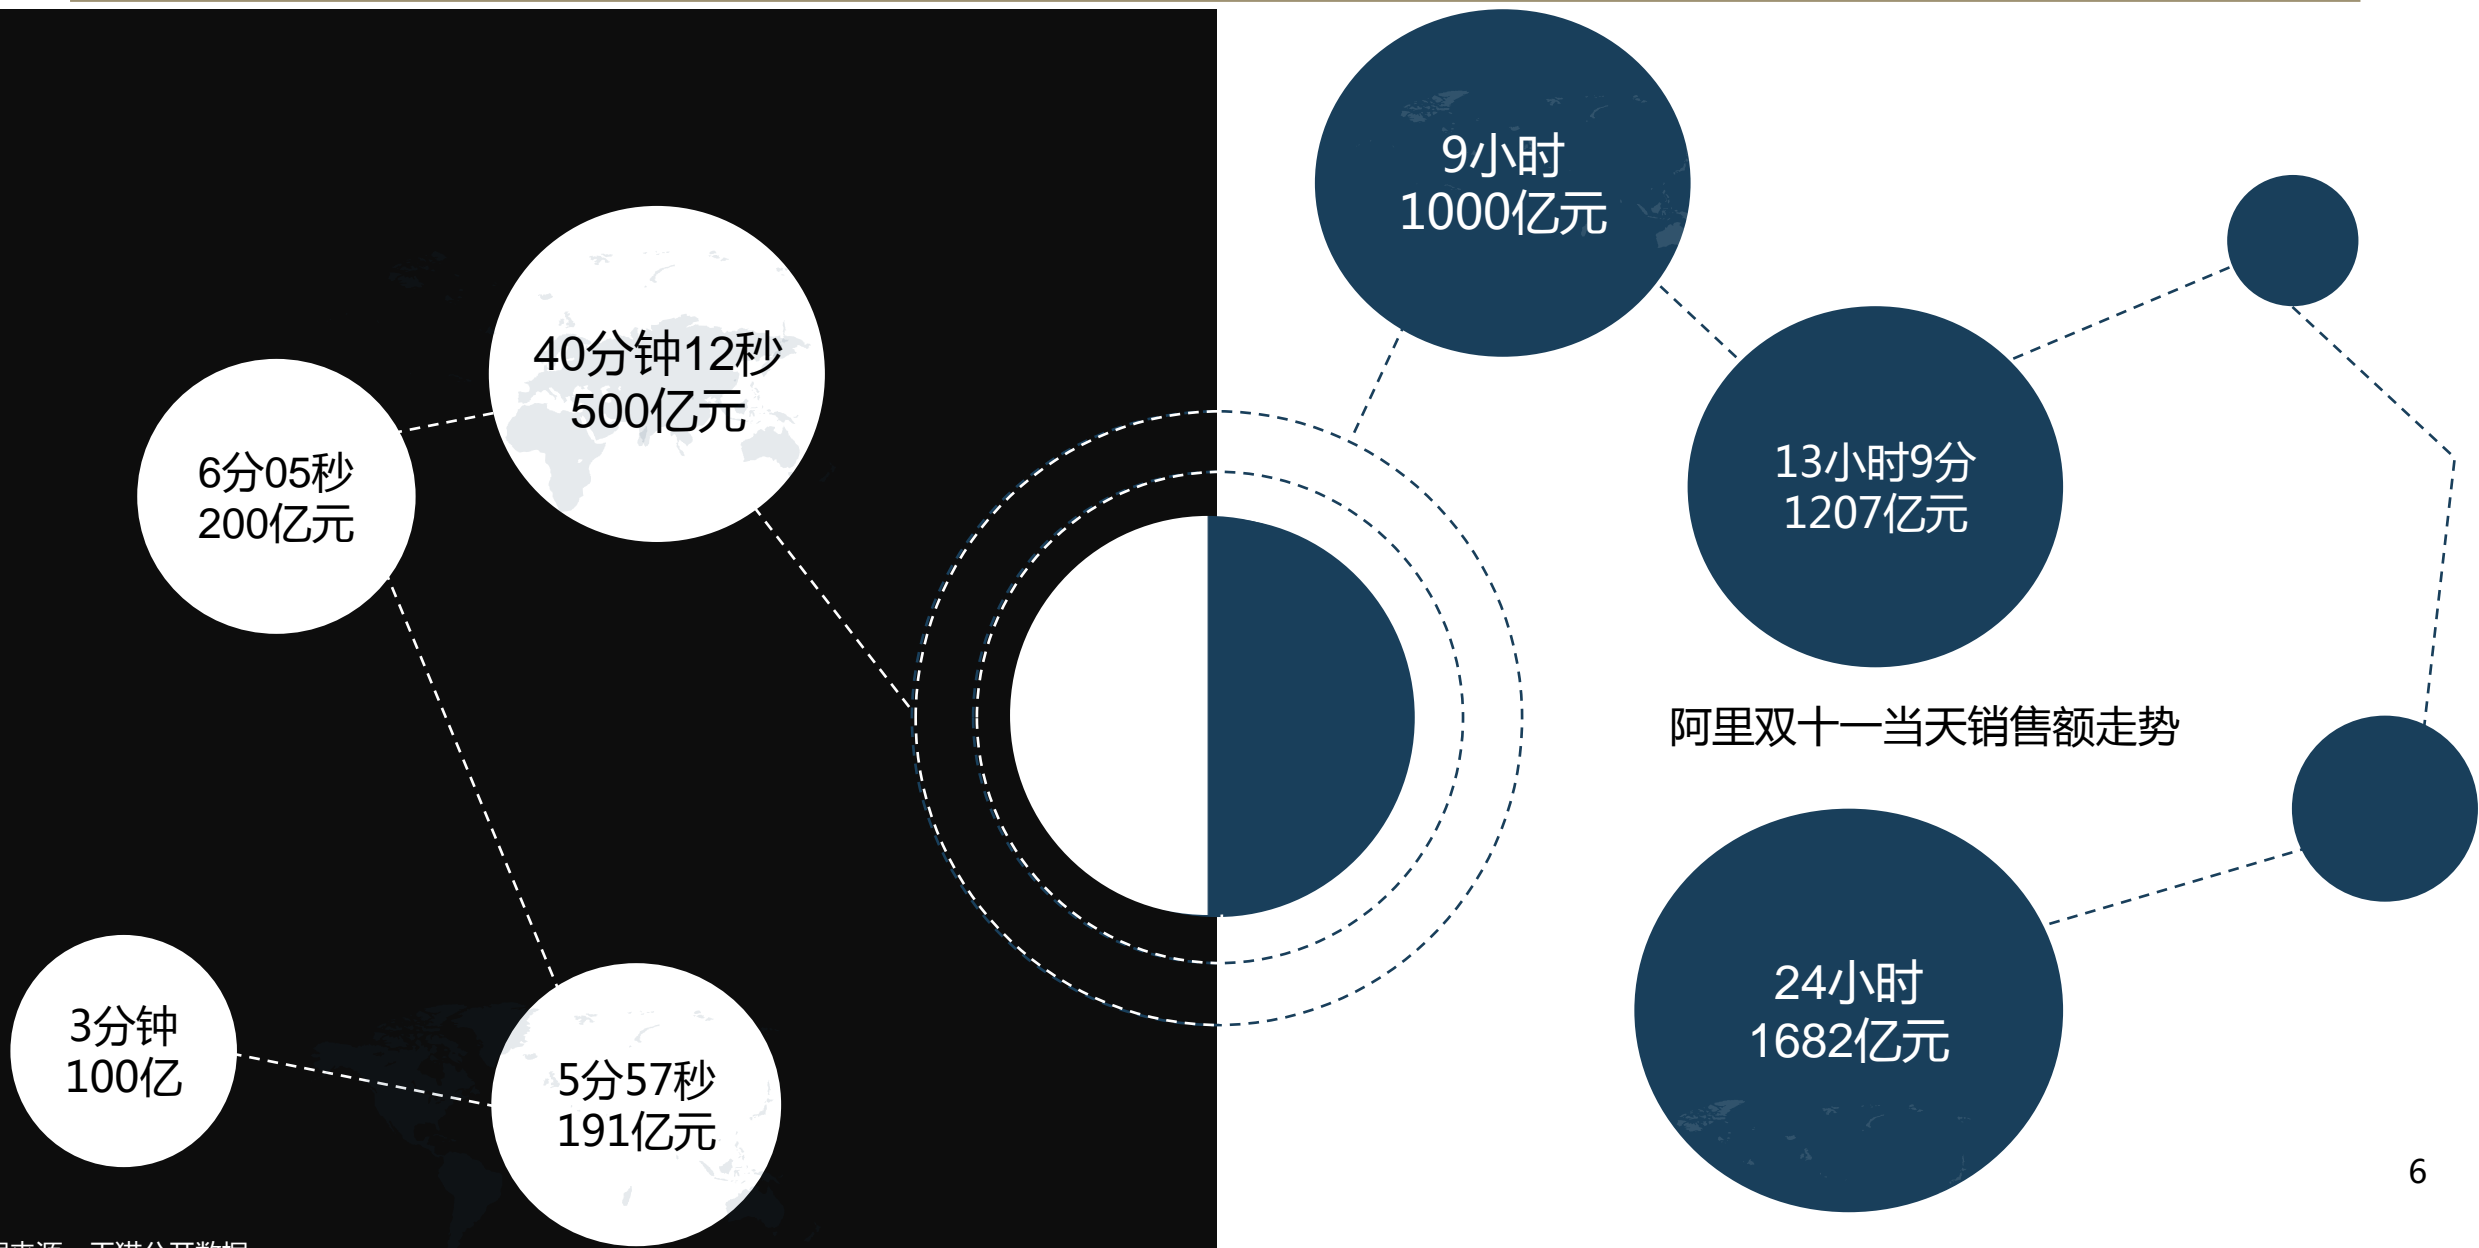 3分钟
100亿
5分57秒
191亿元
6分05秒
200亿元
40分钟12秒
500亿元
9小时
1000亿元
13小时9分
1207亿元
阿里双十一当天销售额走势
24小时
1682亿元
6